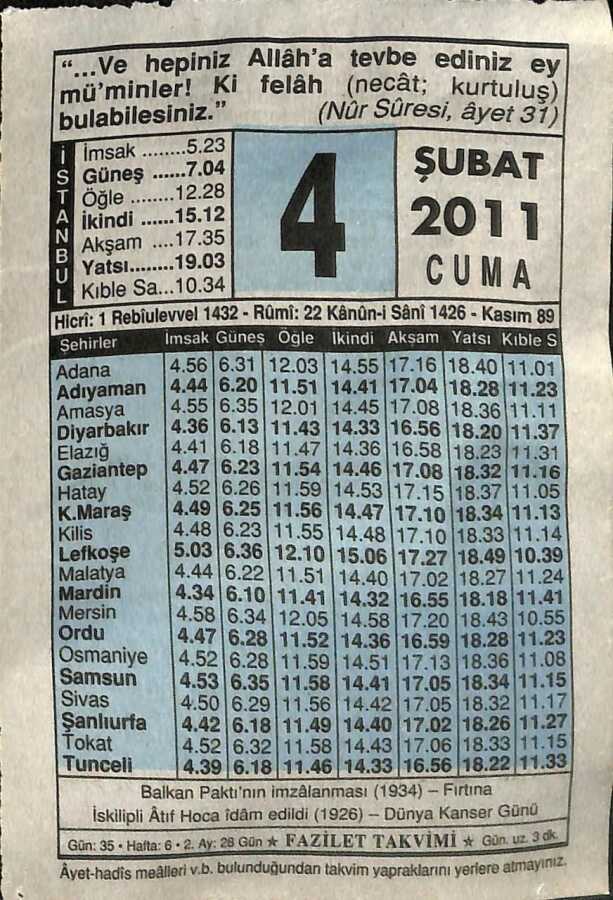 “...Ve hepiniz Allâh'a tevbe ediniz ey
mü'minler! Ki felâh (necât; kurtuluş)
bulabilesiniz.” (Nûr Sûresi, âyet 31)
İSTANBUL
İmsak ........5.23
Güneş ......7.04
Öğle ........12.28
İkindi ......15.12
Akşam ....17.35
Yatsı........19.03
Kıble Sa...10.34
4
ŞUBAT
2011
CUMA
Hicrî: 1 Rebîulevvel 1432 - Rûmî: 22 Kânûn-i Sânî 1426 - Kasım 89
Şehirler İmsak Güneş Öğle İkindi Akşam Yatsı Kıble S
Adana 4.56 6.31 12.03 14.55 17.16 18.40 11.01
Adıyaman 4.44 6.20 11.51 14.41 17.04 18.28 11.23
Amasya 4.55 6.35 12.01 14.45 17.08 18.36 11.11
Diyarbakır 4.36 6.13 11.43 14.33 16.56 18.20 11.37
Elazığ 4.41 6.18 11.47 14.36 16.58 18.23 11.31
Gaziantep 4.47 6.23 11.54 14.46 17.08 18.32 11.16
Hatay 4.52 6.26 11.59 14.53 17.15 18.37 11.05
K.Maraş 4.49 6.25 11.56 14.47 17.10 18.34 11.13
Kilis 4.48 6.23 11.55 14.48 17.10 18.33 11.14
Lefkoşe 5.03 6.36 12.10 15.06 17.27 18.49 10.39
Malatya 4.44 6.22 11.51 14.40 17.02 18.27 11.24
Mardin 4.34 6.10 11.41 14.32 16.55 18.18 11.41
Mersin 4.58 6.34 12.05 14.58 17.20 18.43 10.55
Ordu 4.47 6.28 11.52 14.36 16.59 18.28 11.23
Osmaniye 4.52 6.28 11.59 14.51 17.13 18.36 11.08
Samsun 4.53 6.35 11.58 14.41 17.05 18.34 11.15
Sivas 4.50 6.29 11.56 14.42 17.05 18.32 11.17
Şanlıurfa 4.42 6.18 11.49 14.40 17.02 18.26 11.27
Tokat 4.52 6.32 11.58 14.43 17.06 18.33 11.15
Tunceli 4.39 6.18 11.46 14.33 16.56 18.22 11.33
Balkan Paktı'nın imzâlanması (1934) – Fırtına
İskilipli Âtıf Hoca îdâm edildi (1926) – Dünya Kanser Günü
Gün: 35 • Hafta: 6 • 2. Ay: 28 Gün ★ FAZİLET TAKVİMİ ★ Gün. uz. 3 dk.
Âyet-hadîs meâlleri v.b. bulunduğundan takvim yapraklarını yerlere atmayınız.